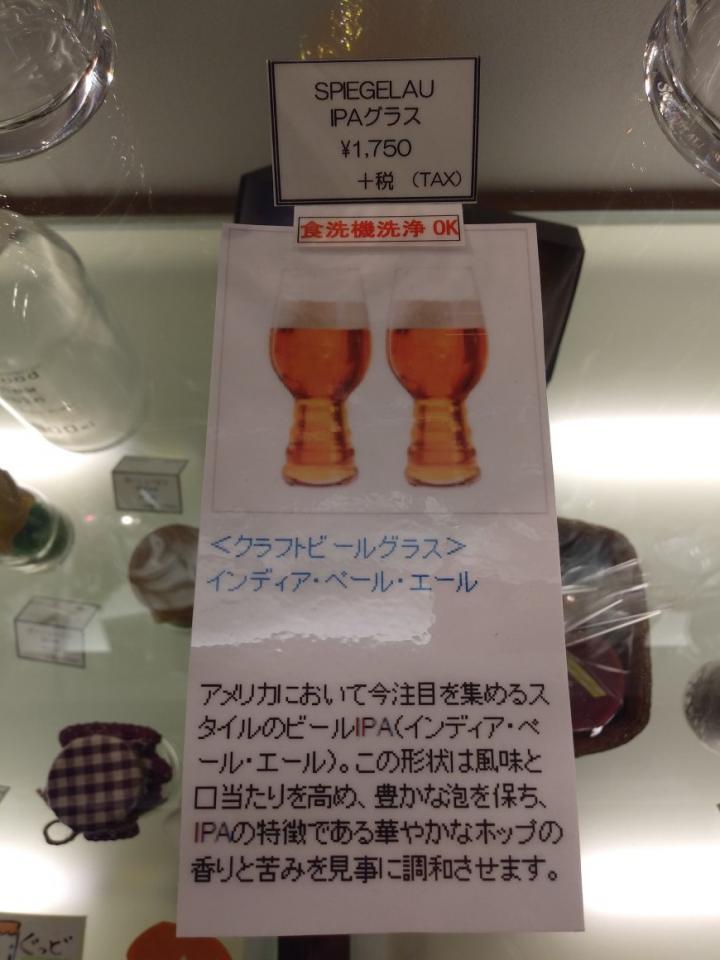 SPIEGELAU
IPAグラス
¥1,750
+税 (TAX)
食洗機洗浄 OK
<クラフトビールグラス>
インディア・ペール・エール
アメリカにおいて今注目を集めるス
タイルのビールIPA(インディア・ペ
ール・エール)。この形状は風味と
口当たりを高め、豊かな泡を保ち、
IPAの特徴である華やかなホップの
香りと苦みを見事に調和させます。
ぐっど